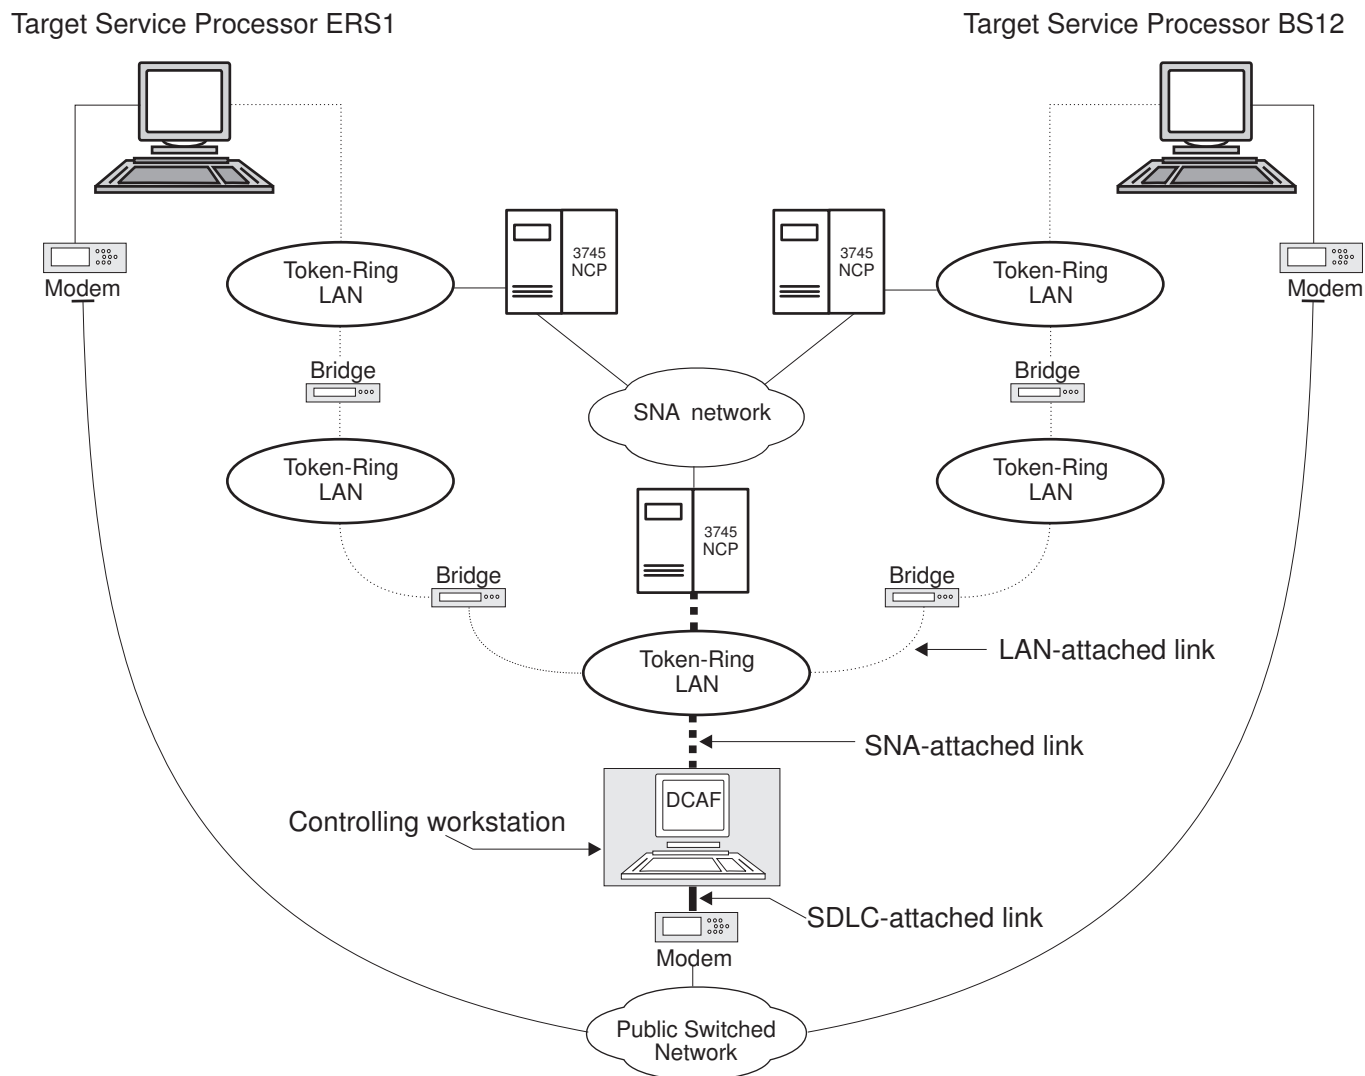 Target Service Processor ERS1
Target Service Processor BS12
3745
NCP
3745
NCP
Token-Ring
LAN
Token-Ring
LAN
Modem
Modem
Bridge
Bridge
SNA network
Token-Ring
LAN
Token-Ring
LAN
3745
NCP
Bridge
Bridge
LAN-attached link
Token-Ring
LAN
SNA-attached link
DCAF
Controlling workstation
SDLC-attached link
Modem
Public Switched
Network